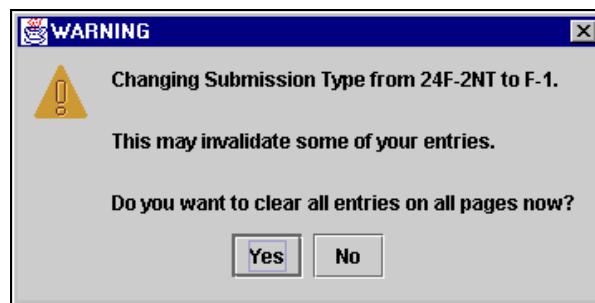 WARNING
Changing Submission Type from 24F-2NT to F-1.
This may invalidate some of your entries.
Do you want to clear all entries on all pages now?
Yes No